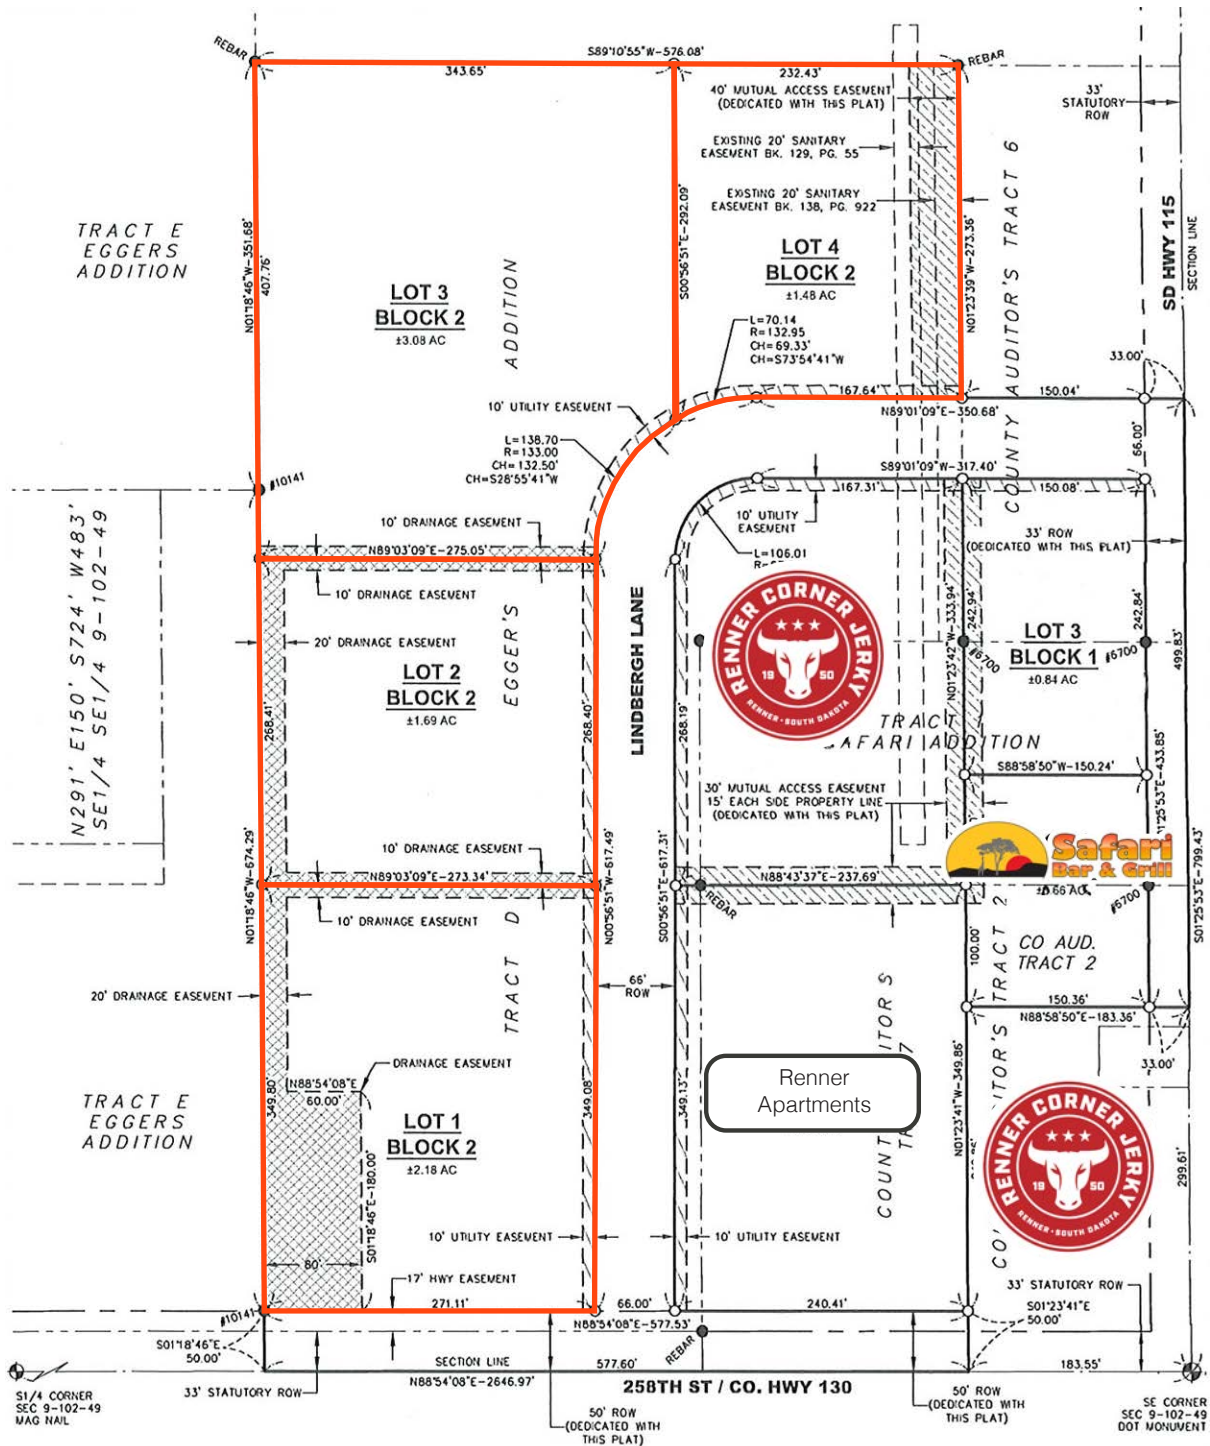 REBAR
S89°10'55"W-576.08'
343.65'
232.43'
REBAR
40' MUTUAL ACCESS EASEMENT
(DEDICATED WITH THIS PLAT)
33'
STATUTORY
ROW
EXISTING 20' SANITARY
EASEMENT BK. 129, PG. 55
EXISTING 20' SANITARY
EASEMENT BK. 138, PG. 922
TRACT E
EGGERS
ADDITION
N01°18'46"W-351.68'
407.76'
LOT 3
BLOCK 2
±3.08 AC
ADDITION
S00°56'51"E-292.09'
LOT 4
BLOCK 2
±1.48 AC
N01°23'39"W-273.36'
COUNTY AUDITOR'S TRACT 6
SD HWY 115
SECTION LINE
L=70.14
R=132.95
CH=69.33'
CH=S73°54'41"W
33.00'
167.64'
150.04'
N89°01'09"E-350.68'
10' UTILITY EASEMENT
L=138.70
R=133.00
CH=132.50'
CH=S28°55'41"W
66.00'
S89°01'09"W-317.40'
167.31'
150.08'
#10141
N291' E150' S724' W483'
SE1/4 SE1/4 9-102-49
10' DRAINAGE EASEMENT
N89°03'09"E-275.05'
10' DRAINAGE EASEMENT
10' UTILITY
EASEMENT
33' ROW
(DEDICATED WITH THIS PLAT)
L=106.01
20' DRAINAGE EASEMENT
LOT 2
BLOCK 2
±1.69 AC
EGGER'S
268.41'
268.40'
LINDBERGH LANE
268.19'
RENNER CORNER JERKY
19 50
RENNER • SOUTH DAKOTA
N01°23'42"W-333.94'
242.94'
#6700
LOT 3
BLOCK 1
±0.84 AC
#6700
242.84'
499.83'
TRACT
SAFARI ADDITION
S88°58'50"W-150.24'
30' MUTUAL ACCESS EASEMENT
15' EACH SIDE PROPERTY LINE
(DEDICATED WITH THIS PLAT)
1°25'53"E-433.85'
Safari
Bar & Grill
±0.66 AC
#6700
10' DRAINAGE EASEMENT
N89°03'09"E-273.34'
10' DRAINAGE EASEMENT
N01°18'46"W-674.29'
N00°56'51"W-617.49'
S00°56'51"E-617.31'
N88°43'37"E-237.69'
REBAR
S01°25'53"E-799.43'
100.00'
CO AUD.
TRACT 2
150.36'
N88°58'50"E-183.36'
33.00'
20' DRAINAGE EASEMENT
TRACT D
66'
ROW
DRAINAGE EASEMENT
N88°54'08"E
60.00'
TRACT E
EGGERS
ADDITION
349.80'
LOT 1
BLOCK 2
±2.18 AC
S01°18'46"E-180.00'
349.08'
349.13'
Renner
Apartments
N01°23'41"W-349.86'
RENNER CORNER JERKY
19 50
RENNER • SOUTH DAKOTA
299.61'
10' UTILITY EASEMENT
10' UTILITY EASEMENT
80'
17' HWY EASEMENT
33' STATUTORY ROW
#10141
271.11'
66.00'
240.41'
N88°54'08"E-577.53'
S01°23'41"E
50.00'
S01°18'46"E
50.00'
REBAR
SECTION LINE
577.60'
183.55'
N88°54'08"E-2646.97'
258TH ST / CO. HWY 130
S1/4 CORNER
SEC 9-102-49
MAG NAIL
33' STATUTORY ROW
50' ROW
(DEDICATED WITH
THIS PLAT)
50' ROW
(DEDICATED WITH
THIS PLAT)
SE CORNER
SEC 9-102-49
DOT MONUMENT